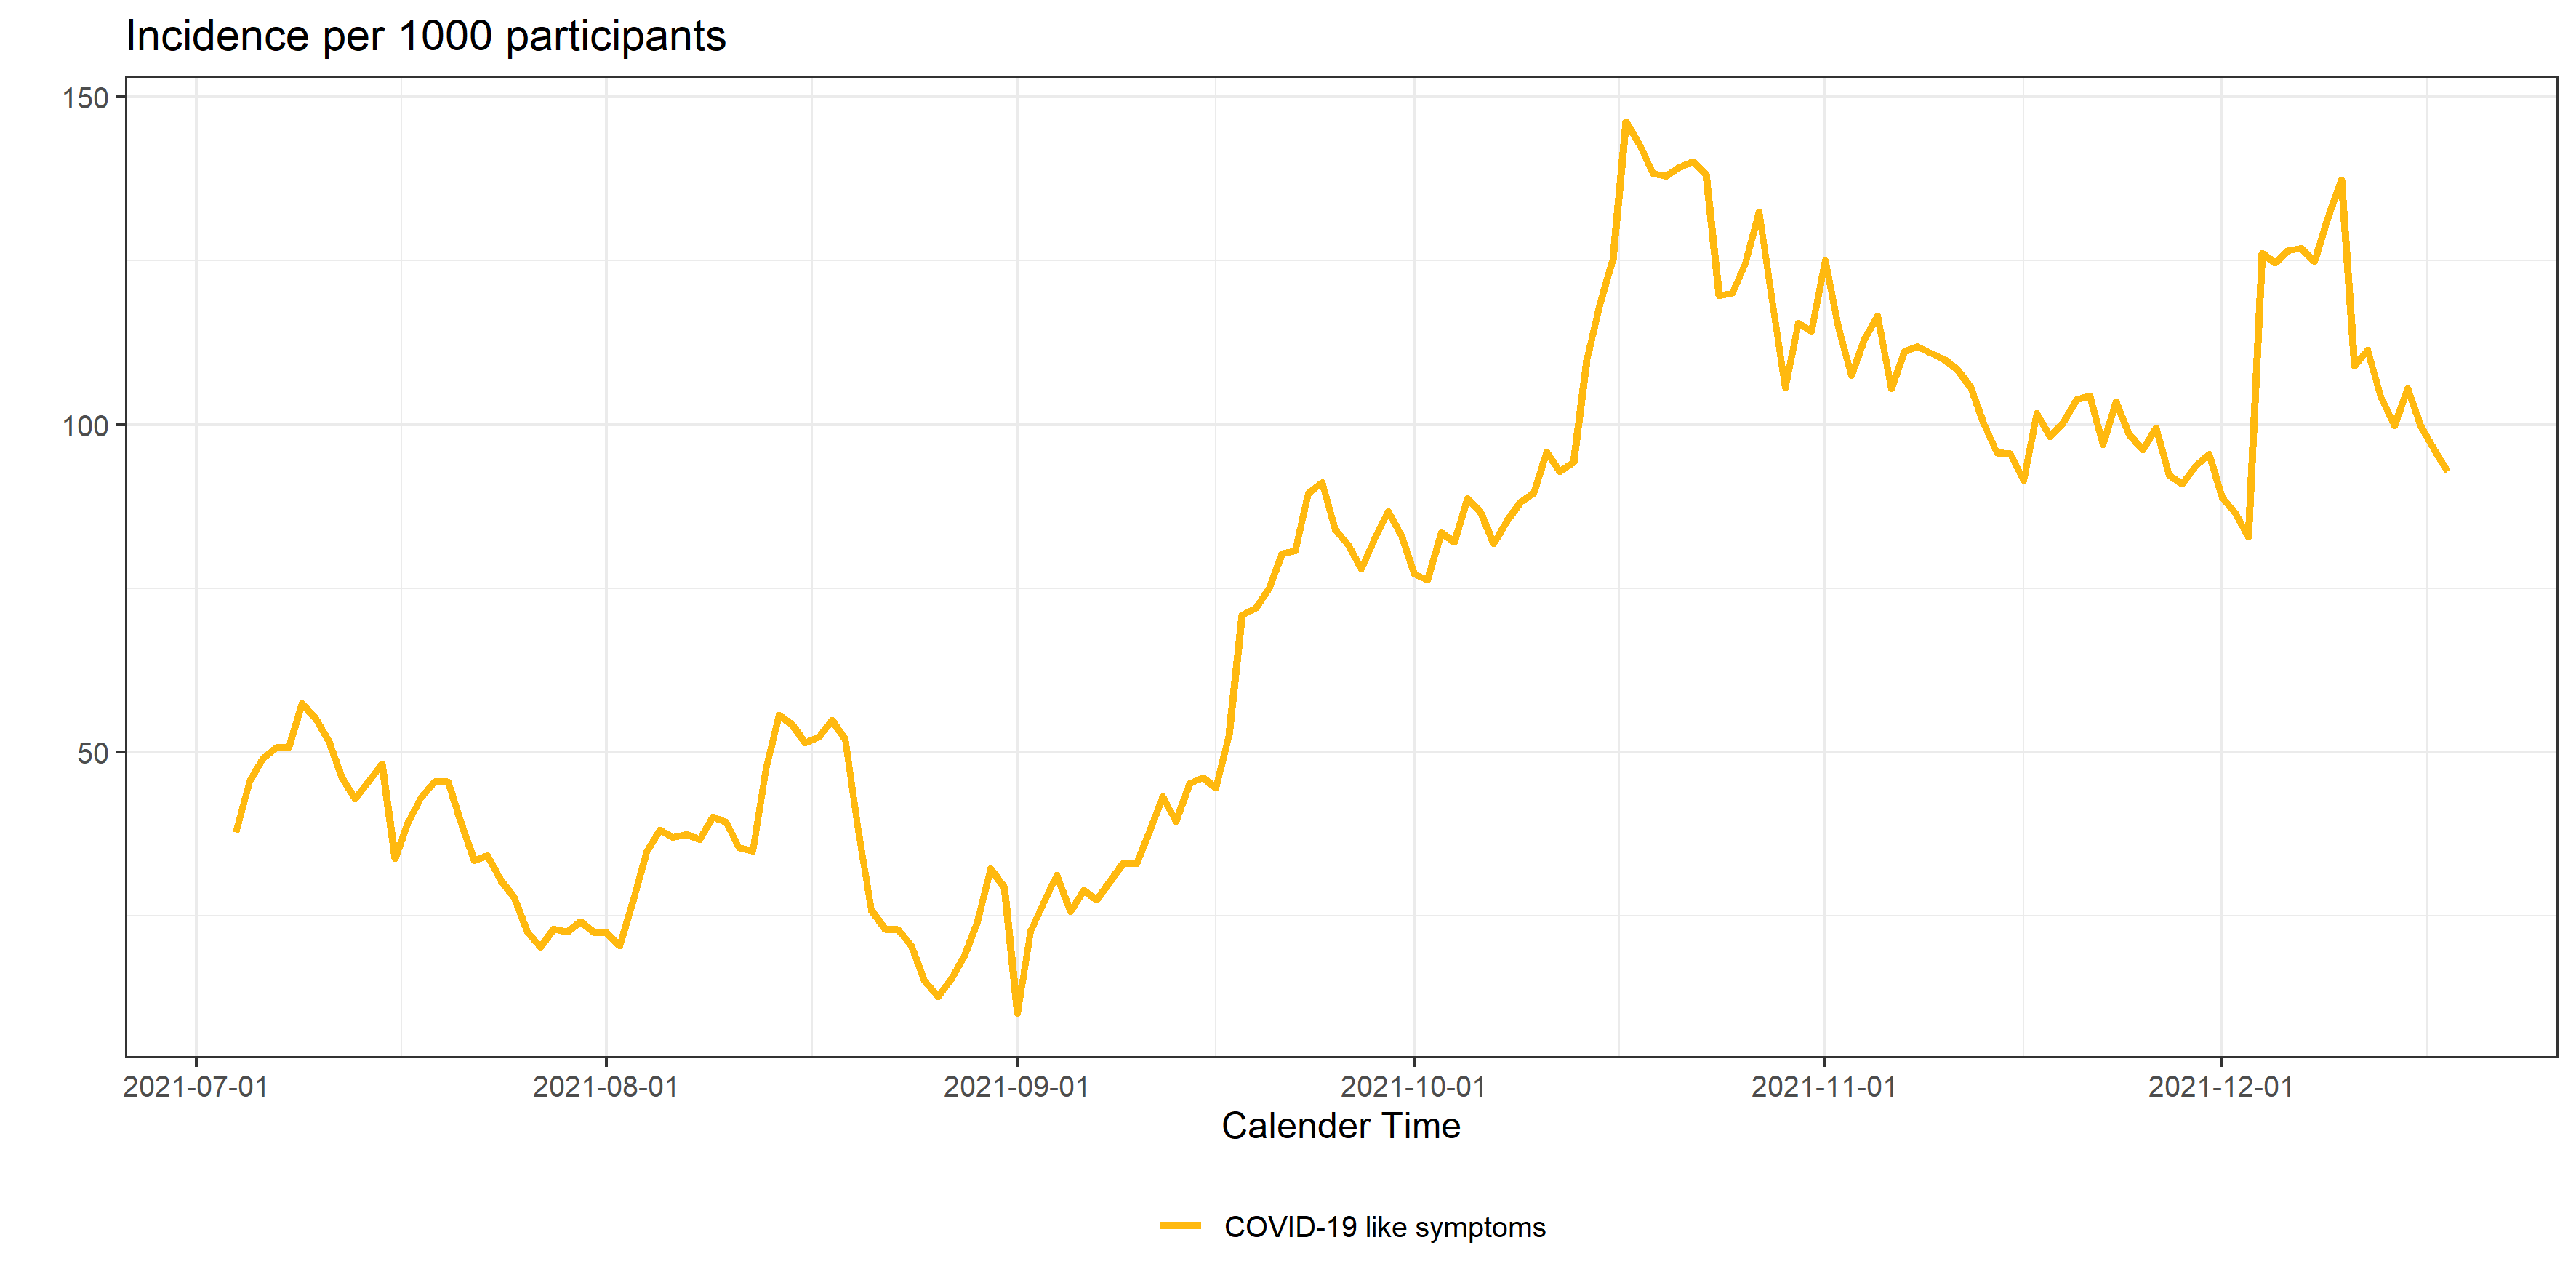 Incidence per 1000 participants
150
100
50
2021-07-01 2021-08-01 2021-09-01 2021-10-01 2021-11-01 2021-12-01
Calender Time
COVID-19 like symptoms